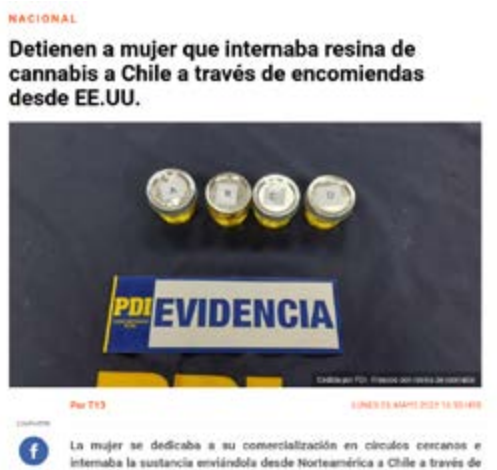 NACIONAL
Detienen a mujer que internaba resina de
cannabis a Chile a través de encomiendas
desde EE.UU.
A
B
C
D
PDI EVIDENCIA
PDI
Por T13
La mujer se dedicaba a su comercialización en círculos cercanos e
internaba la sustancia enviándola desde Norteamérica a Chile a través de